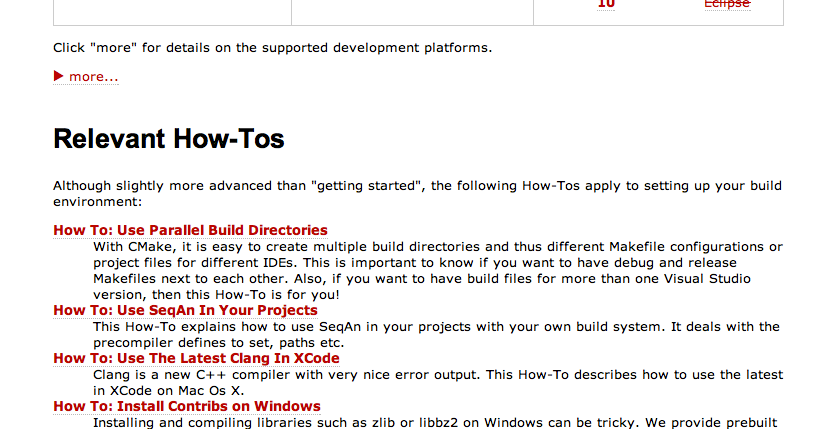 10 Eclipse
Click "more" for details on the supported development platforms.
▶ more...
Relevant How-Tos
Although slightly more advanced than "getting started", the following How-Tos apply to setting up your build
environment:
How To: Use Parallel Build Directories
With CMake, it is easy to create multiple build directories and thus different Makefile configurations or
project files for different IDEs. This is important to know if you want to have debug and release
Makefiles next to each other. Also, if you want to have build files for more than one Visual Studio
version, then this How-To is for you!
How To: Use SeqAn In Your Projects
This How-To explains how to use SeqAn in your projects with your own build system. It deals with the
precompiler defines to set, paths etc.
How To: Use The Latest Clang In XCode
Clang is a new C++ compiler with very nice error output. This How-To describes how to use the latest
in XCode on Mac Os X.
How To: Install Contribs on Windows
Installing and compiling libraries such as zlib or libbz2 on Windows can be tricky. We provide prebuilt